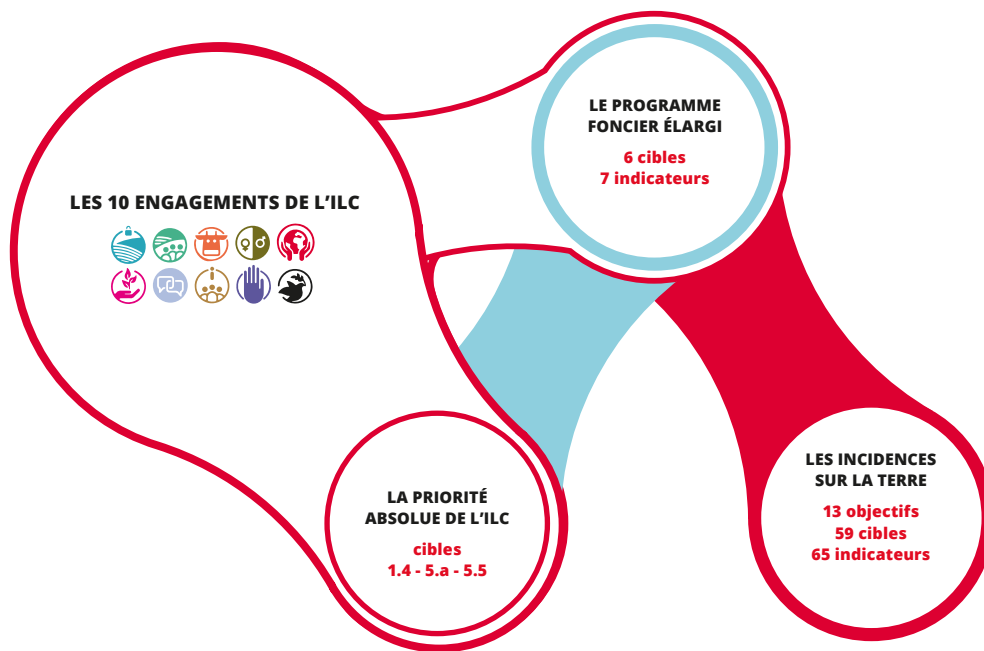 LE PROGRAMME
FONCIER ÉLARGI
6 cibles
7 indicateurs
LES 10 ENGAGEMENTS DE L’ILC
LA PRIORITÉ
ABSOLUE DE L’ILC
cibles
1.4 - 5.a - 5.5
LES INCIDENCES
SUR LA TERRE
13 objectifs
59 cibles
65 indicateurs